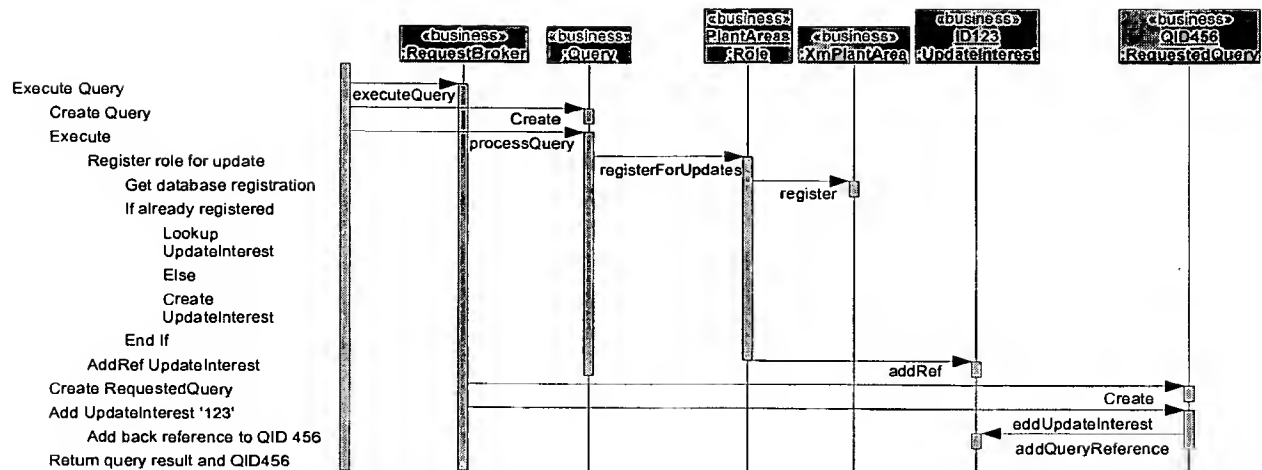 «business»
:RequestBroker
«business»
:Query
«business»
PlantAreas
:Role
«business»
:XmPlantArea
«business»
ID123
:UpdateInterest
«business»
QID456
:RequestedQuery
Execute Query
executeQuery
Create Query
Create
Execute
processQuery
Register role for update
registerForUpdates
Get database registration
register
If already registered
Lookup
UpdateInterest
Else
Create
UpdateInterest
End If
AddRef UpdateInterest
addRef
Create RequestedQuery
Create
Add UpdateInterest '123'
addUpdateInterest
Add back reference to QID 456
addQueryReference
Return query result and QID456